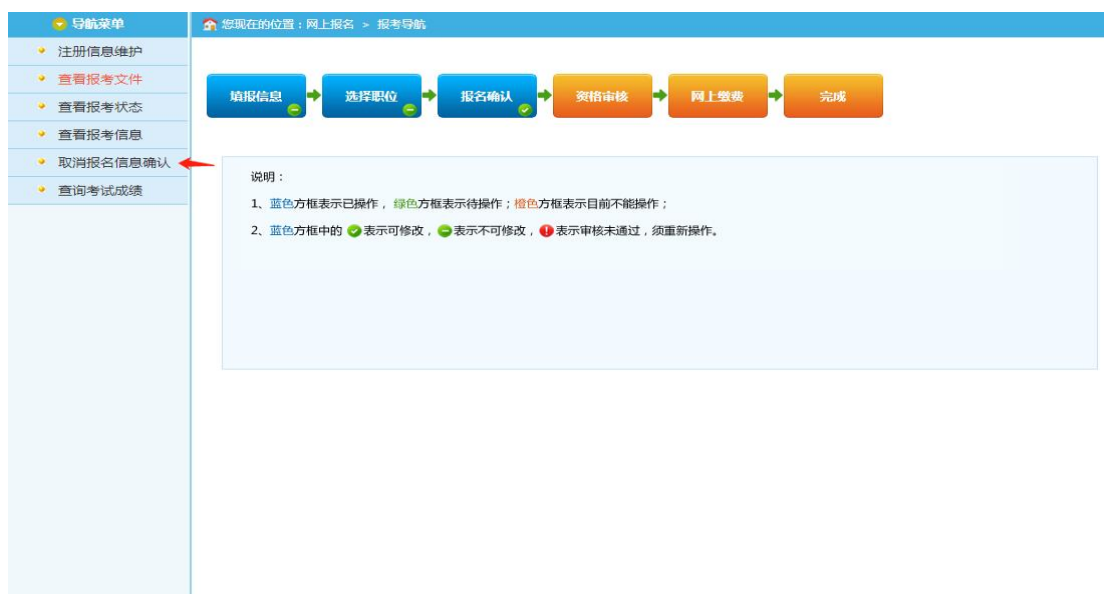 导航菜单
您现在的位置：网上报名 > 报考导航
注册信息维护
查看报考文件
查看报考状态
查看报考信息
取消报名信息确认
查询考试成绩
填报信息
选择职位
报名确认
资格审核
网上缴费
完成
说明：
1、蓝色方框表示已操作，绿色方框表示待操作；橙色方框表示目前不能操作；
2、蓝色方框中的 表示可修改， 表示不可修改， 表示审核未通过，须重新操作。